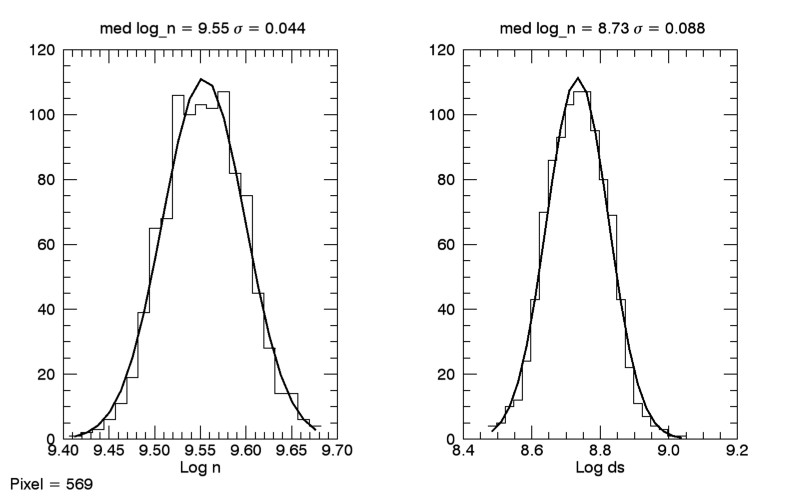 med log_n = 9.55 σ = 0.044
med log_n = 8.73 σ = 0.088
120
100
80
60
40
20
0
9.40 9.45 9.50 9.55 9.60 9.65 9.70
Log n
120
100
80
60
40
20
0
8.4 8.6 8.8 9.0 9.2
Log ds
Pixel = 569